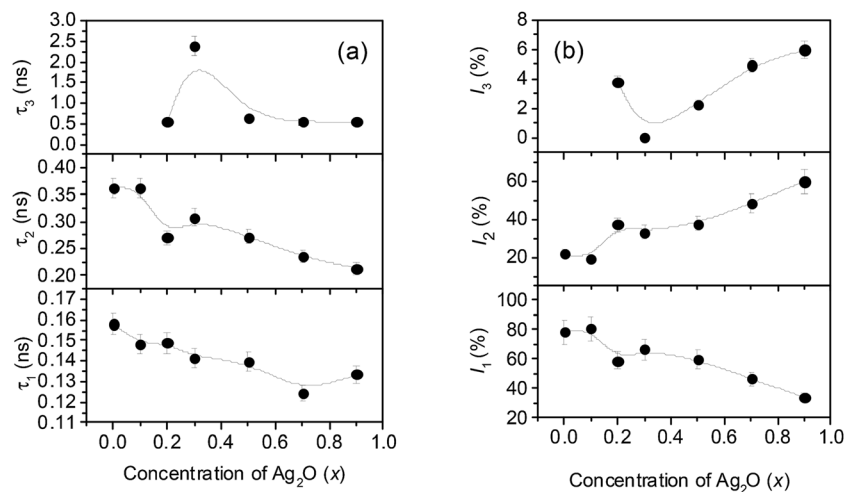 3.0
2.5
2.0
1.5
1.0
0.5
0.0
τ3 (ns)
(a)
0.40
0.35
0.30
0.25
0.20
τ2 (ns)
0.17
0.16
0.15
0.14
0.13
0.12
0.11
τ1 (ns)
0.0 0.2 0.4 0.6 0.8 1.0
Concentration of Ag2O (x)
8
6
4
2
0
I3 (%)
(b)
60
40
20
I2 (%)
100
80
60
40
20
I1 (%)
0.0 0.2 0.4 0.6 0.8 1.0
Concentration of Ag2O (x)